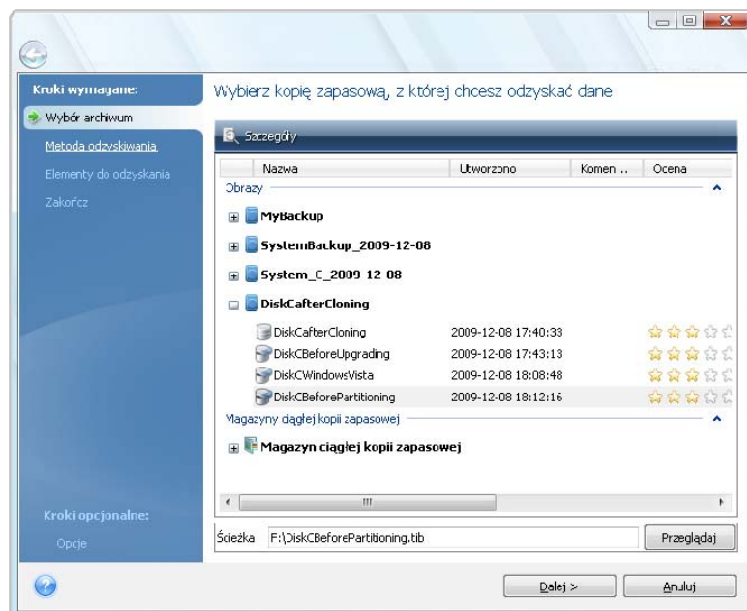 Kroki wymagane:
Wybór archiwum
Metoda odzyskiwania
Elementy do odzyskania
Zakończ
Kroki opcjonalne:
Opcje
Wybierz kopię zapasową, z której chcesz odzyskać dane
Szczegóły
Nazwa Utworzono Komen .. Ocena
Obrazy
MyBackup
SystemBackup_2009-12-08
System_C_2009-12-08
DiskCafterCloning
DiskCafterCloning 2009-12-08 17:40:33
DiskCBeforeUpgrading 2009-12-08 17:43:13
DiskCWindowsVista 2009-12-08 18:08:48
DiskCBeforePartitioning 2009-12-08 18:12:16
Magazyny ciągłej kopii zapasowej
Magazyn ciągłej kopii zapasowej
Ścieżka F:\DiskCBeforePartitioning.tib Przeglądaj
Dalej > Anuluj